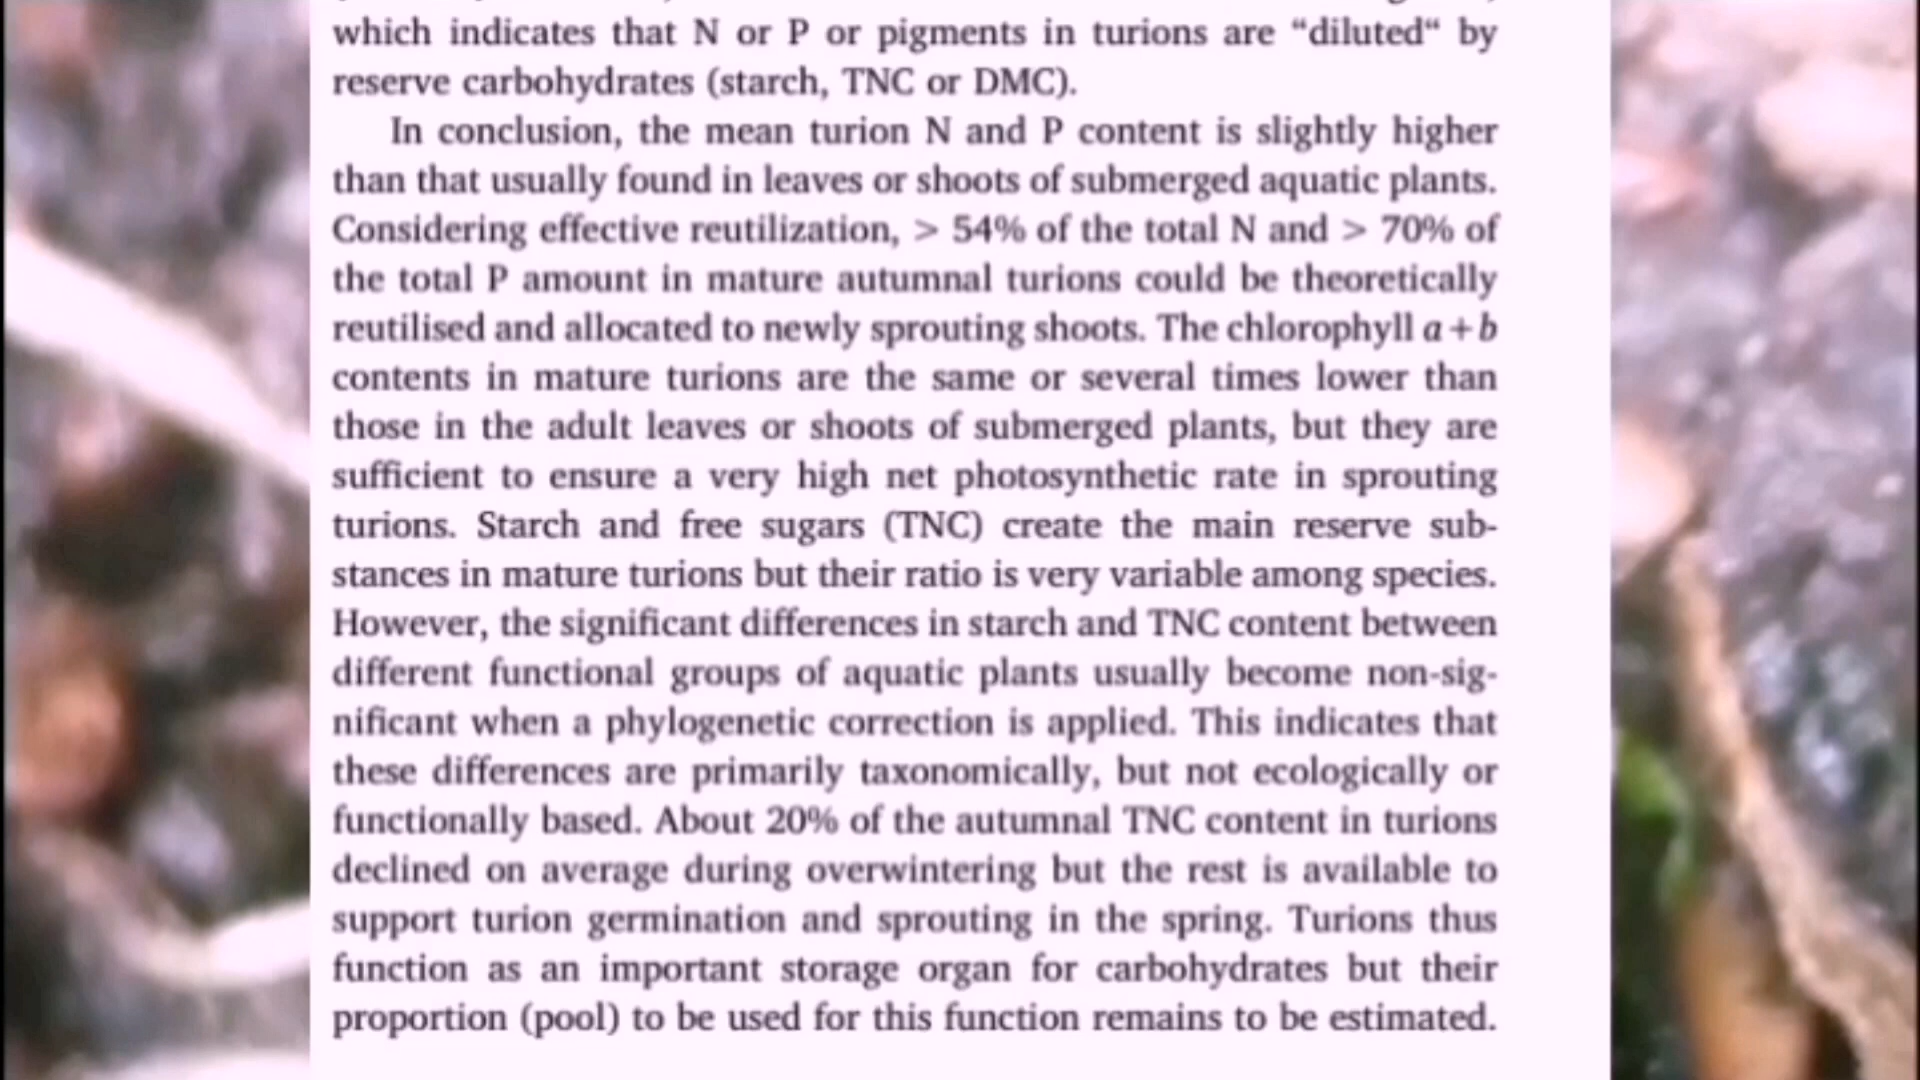 which indicates that N or P or pigments in turions are “diluted“ by
reserve carbohydrates (starch, TNC or DMC).
In conclusion, the mean turion N and P content is slightly higher
than that usually found in leaves or shoots of submerged aquatic plants.
Considering effective reutilization, > 54% of the total N and > 70% of
the total P amount in mature autumnal turions could be theoretically
reutilised and allocated to newly sprouting shoots. The chlorophyll a+b
contents in mature turions are the same or several times lower than
those in the adult leaves or shoots of submerged plants, but they are
sufficient to ensure a very high net photosynthetic rate in sprouting
turions. Starch and free sugars (TNC) create the main reserve sub-
stances in mature turions but their ratio is very variable among species.
However, the significant differences in starch and TNC content between
different functional groups of aquatic plants usually become non-sig-
nificant when a phylogenetic correction is applied. This indicates that
these differences are primarily taxonomically, but not ecologically or
functionally based. About 20% of the autumnal TNC content in turions
declined on average during overwintering but the rest is available to
support turion germination and sprouting in the spring. Turions thus
function as an important storage organ for carbohydrates but their
proportion (pool) to be used for this function remains to be estimated.